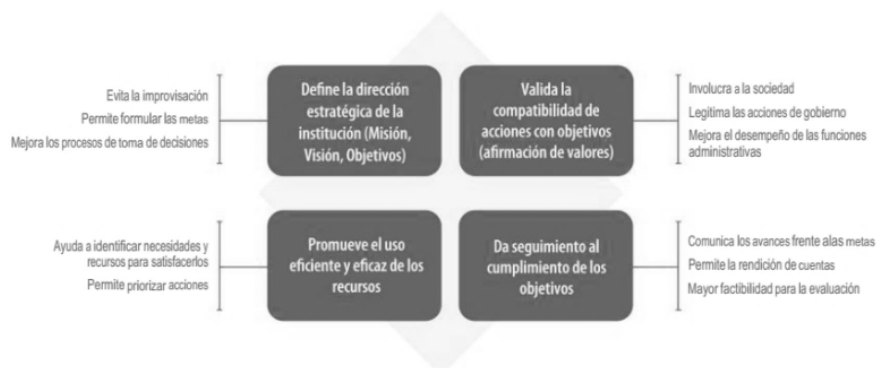 Evita la improvisación
Permite formular las metas
Mejora los procesos de toma de decisiones
Define la dirección
estratégica de la
institución (Misión,
Visión, Objetivos)
Valida la
compatibilidad de
acciones con objetivos
(afirmación de valores)
Involucra a la sociedad
Legitima las acciones de gobierno
Mejora el desempeño de las funciones
administrativas
Ayuda a identificar necesidades y
recursos para satisfacerlos
Permite priorizar acciones
Promueve el uso
eficiente y eficaz de los
recursos
Da seguimiento al
cumplimiento de los
objetivos
Comunica los avances frente alas metas
Permite la rendición de cuentas
Mayor factibilidad para la evaluación